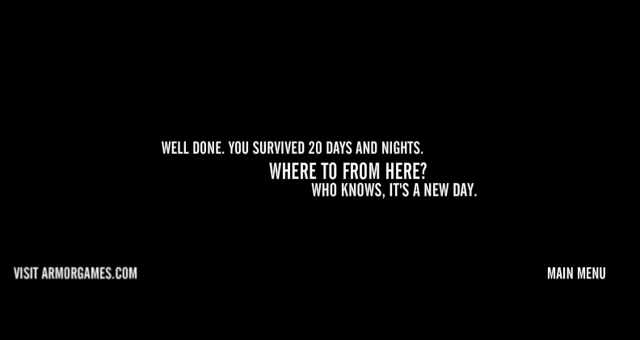 WELL DONE. YOU SURVIVED 20 DAYS AND NIGHTS.
WHERE TO FROM HERE?
WHO KNOWS, IT'S A NEW DAY.
VISIT ARMORGAMES.COM
MAIN MENU